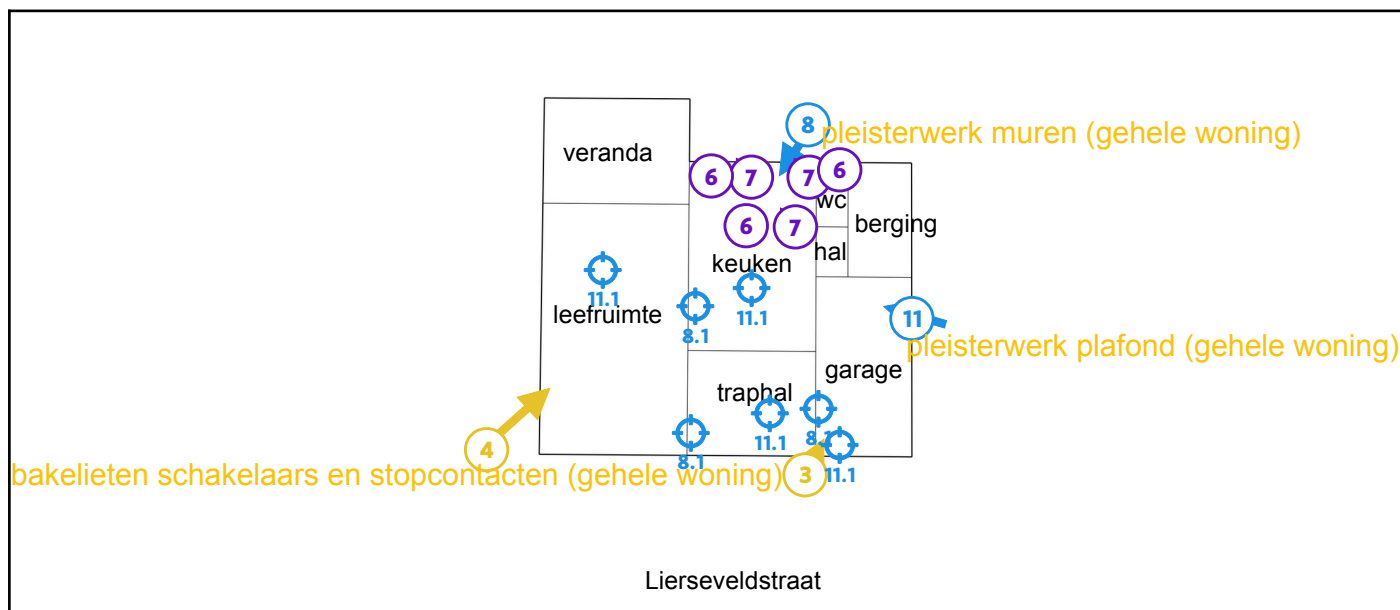 8
pleisterwerk muren (gehele woning)
veranda
6 7 7 6
wc
berging
6 7
hal
keuken
11.1
leefruimte
8.1
11.1
11
pleisterwerk plafond (gehele woning)
garage
traphal
11.1
8.1
4
8.1
3
11.1
bakelieten schakelaars en stopcontacten (gehele woning)
Lierseveldstraat